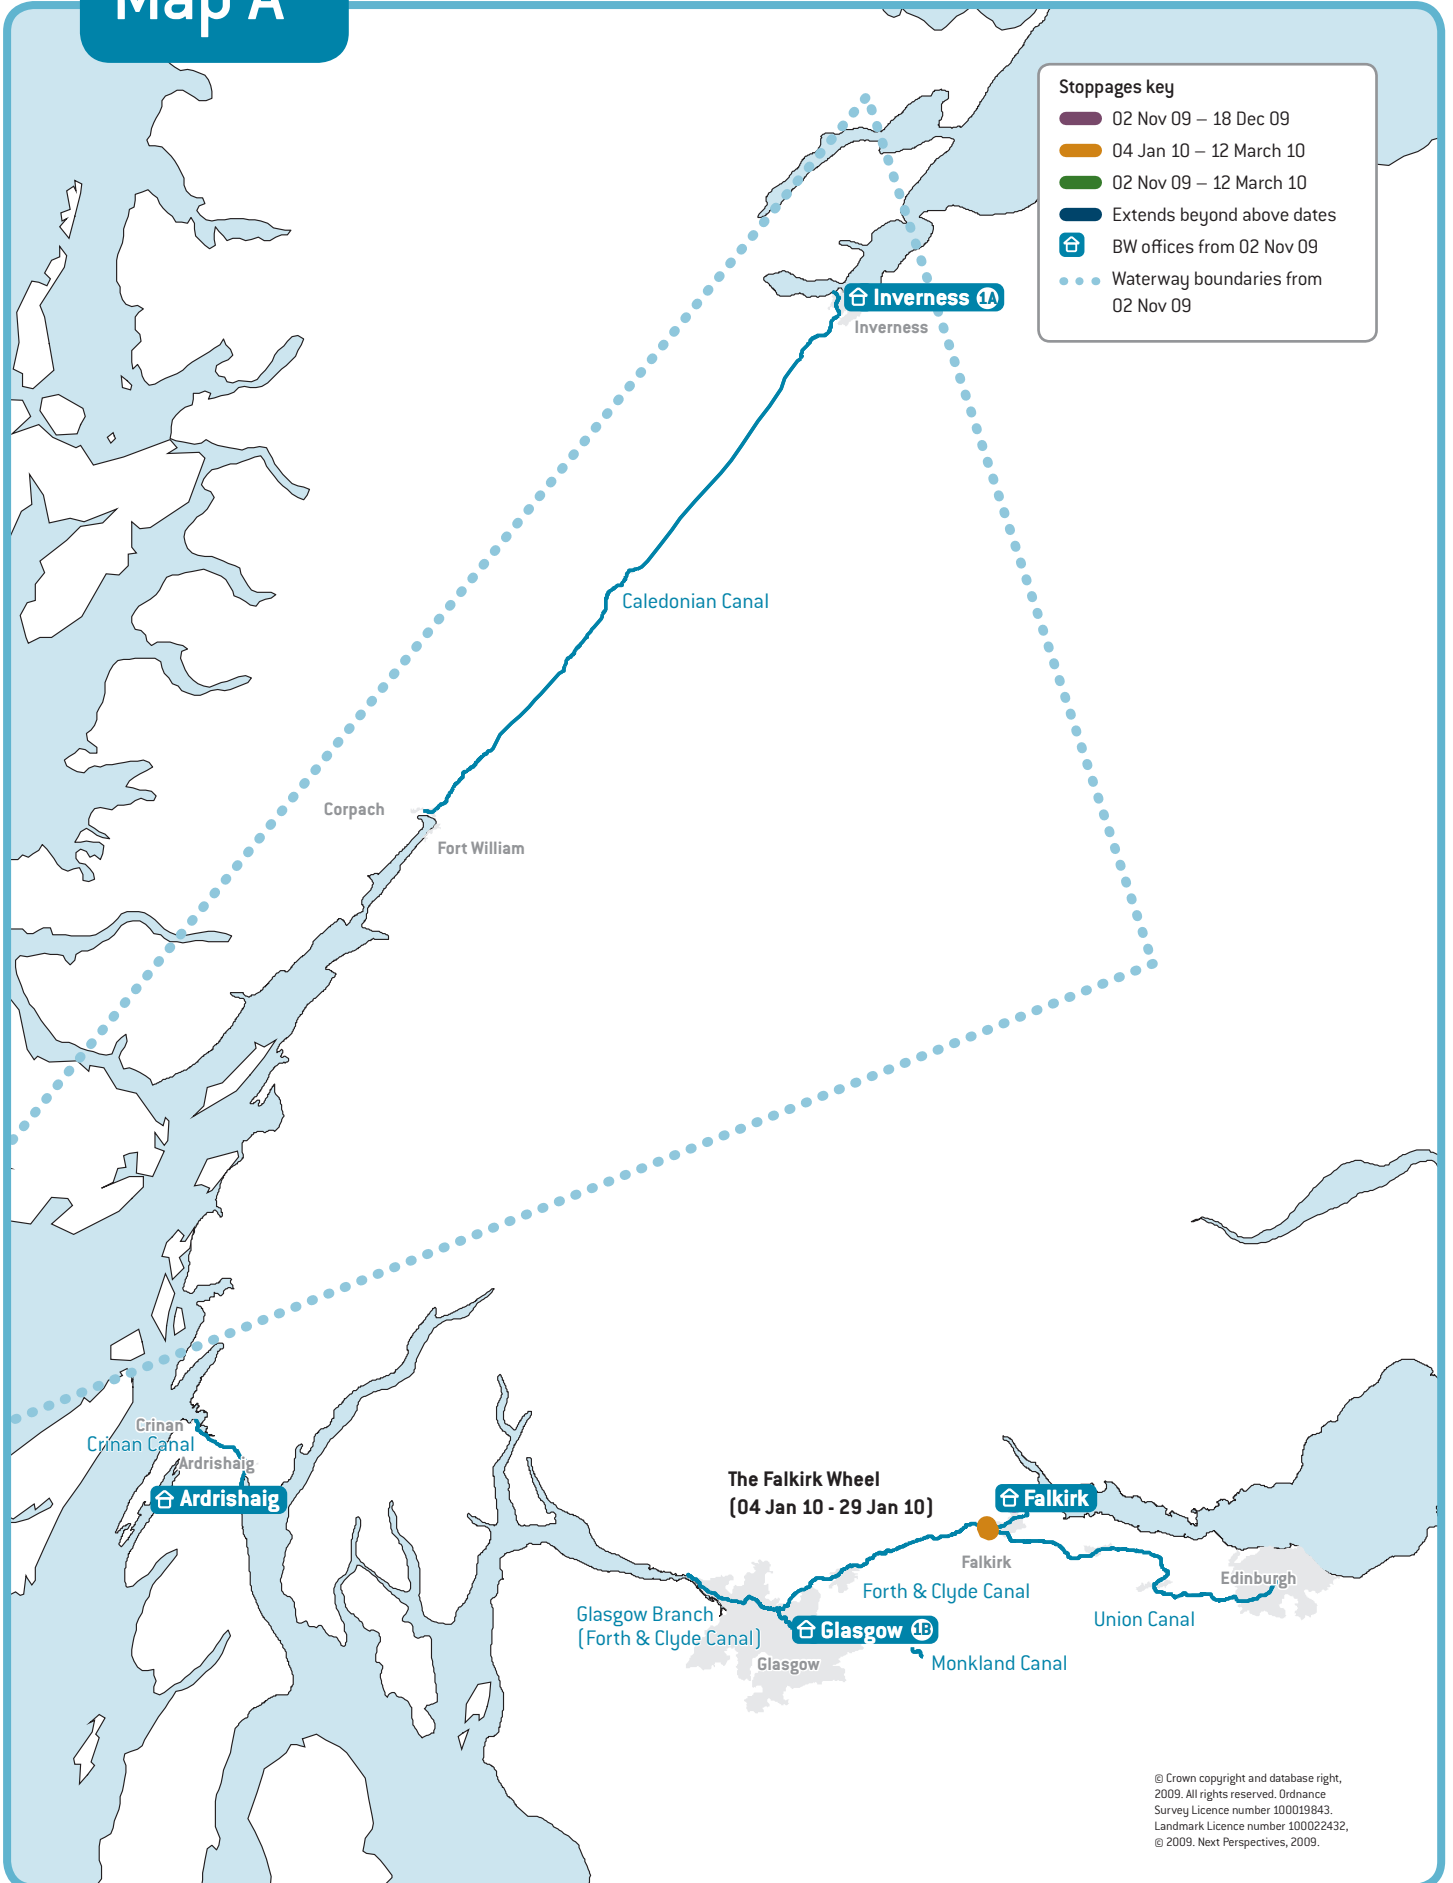 Map A
Stoppages key
02 Nov 09 – 18 Dec 09
04 Jan 10 – 12 March 10
02 Nov 09 – 12 March 10
Extends beyond above dates
BW offices from 02 Nov 09
Waterway boundaries from
02 Nov 09
Inverness 1A
Inverness
Caledonian Canal
Corpach
Fort William
Crinan
Crinan Canal
Ardrishaig
Ardrishaig
The Falkirk Wheel
(04 Jan 10 - 29 Jan 10)
Falkirk
Falkirk
Forth & Clyde Canal
Edinburgh
Union Canal
Glasgow Branch
(Forth & Clyde Canal)
Glasgow 1B
Glasgow
Monkland Canal
© Crown copyright and database right,
2009. All rights reserved. Ordnance
Survey Licence number 100019843.
Landmark Licence number 100022432,
© 2009. Next Perspectives, 2009.